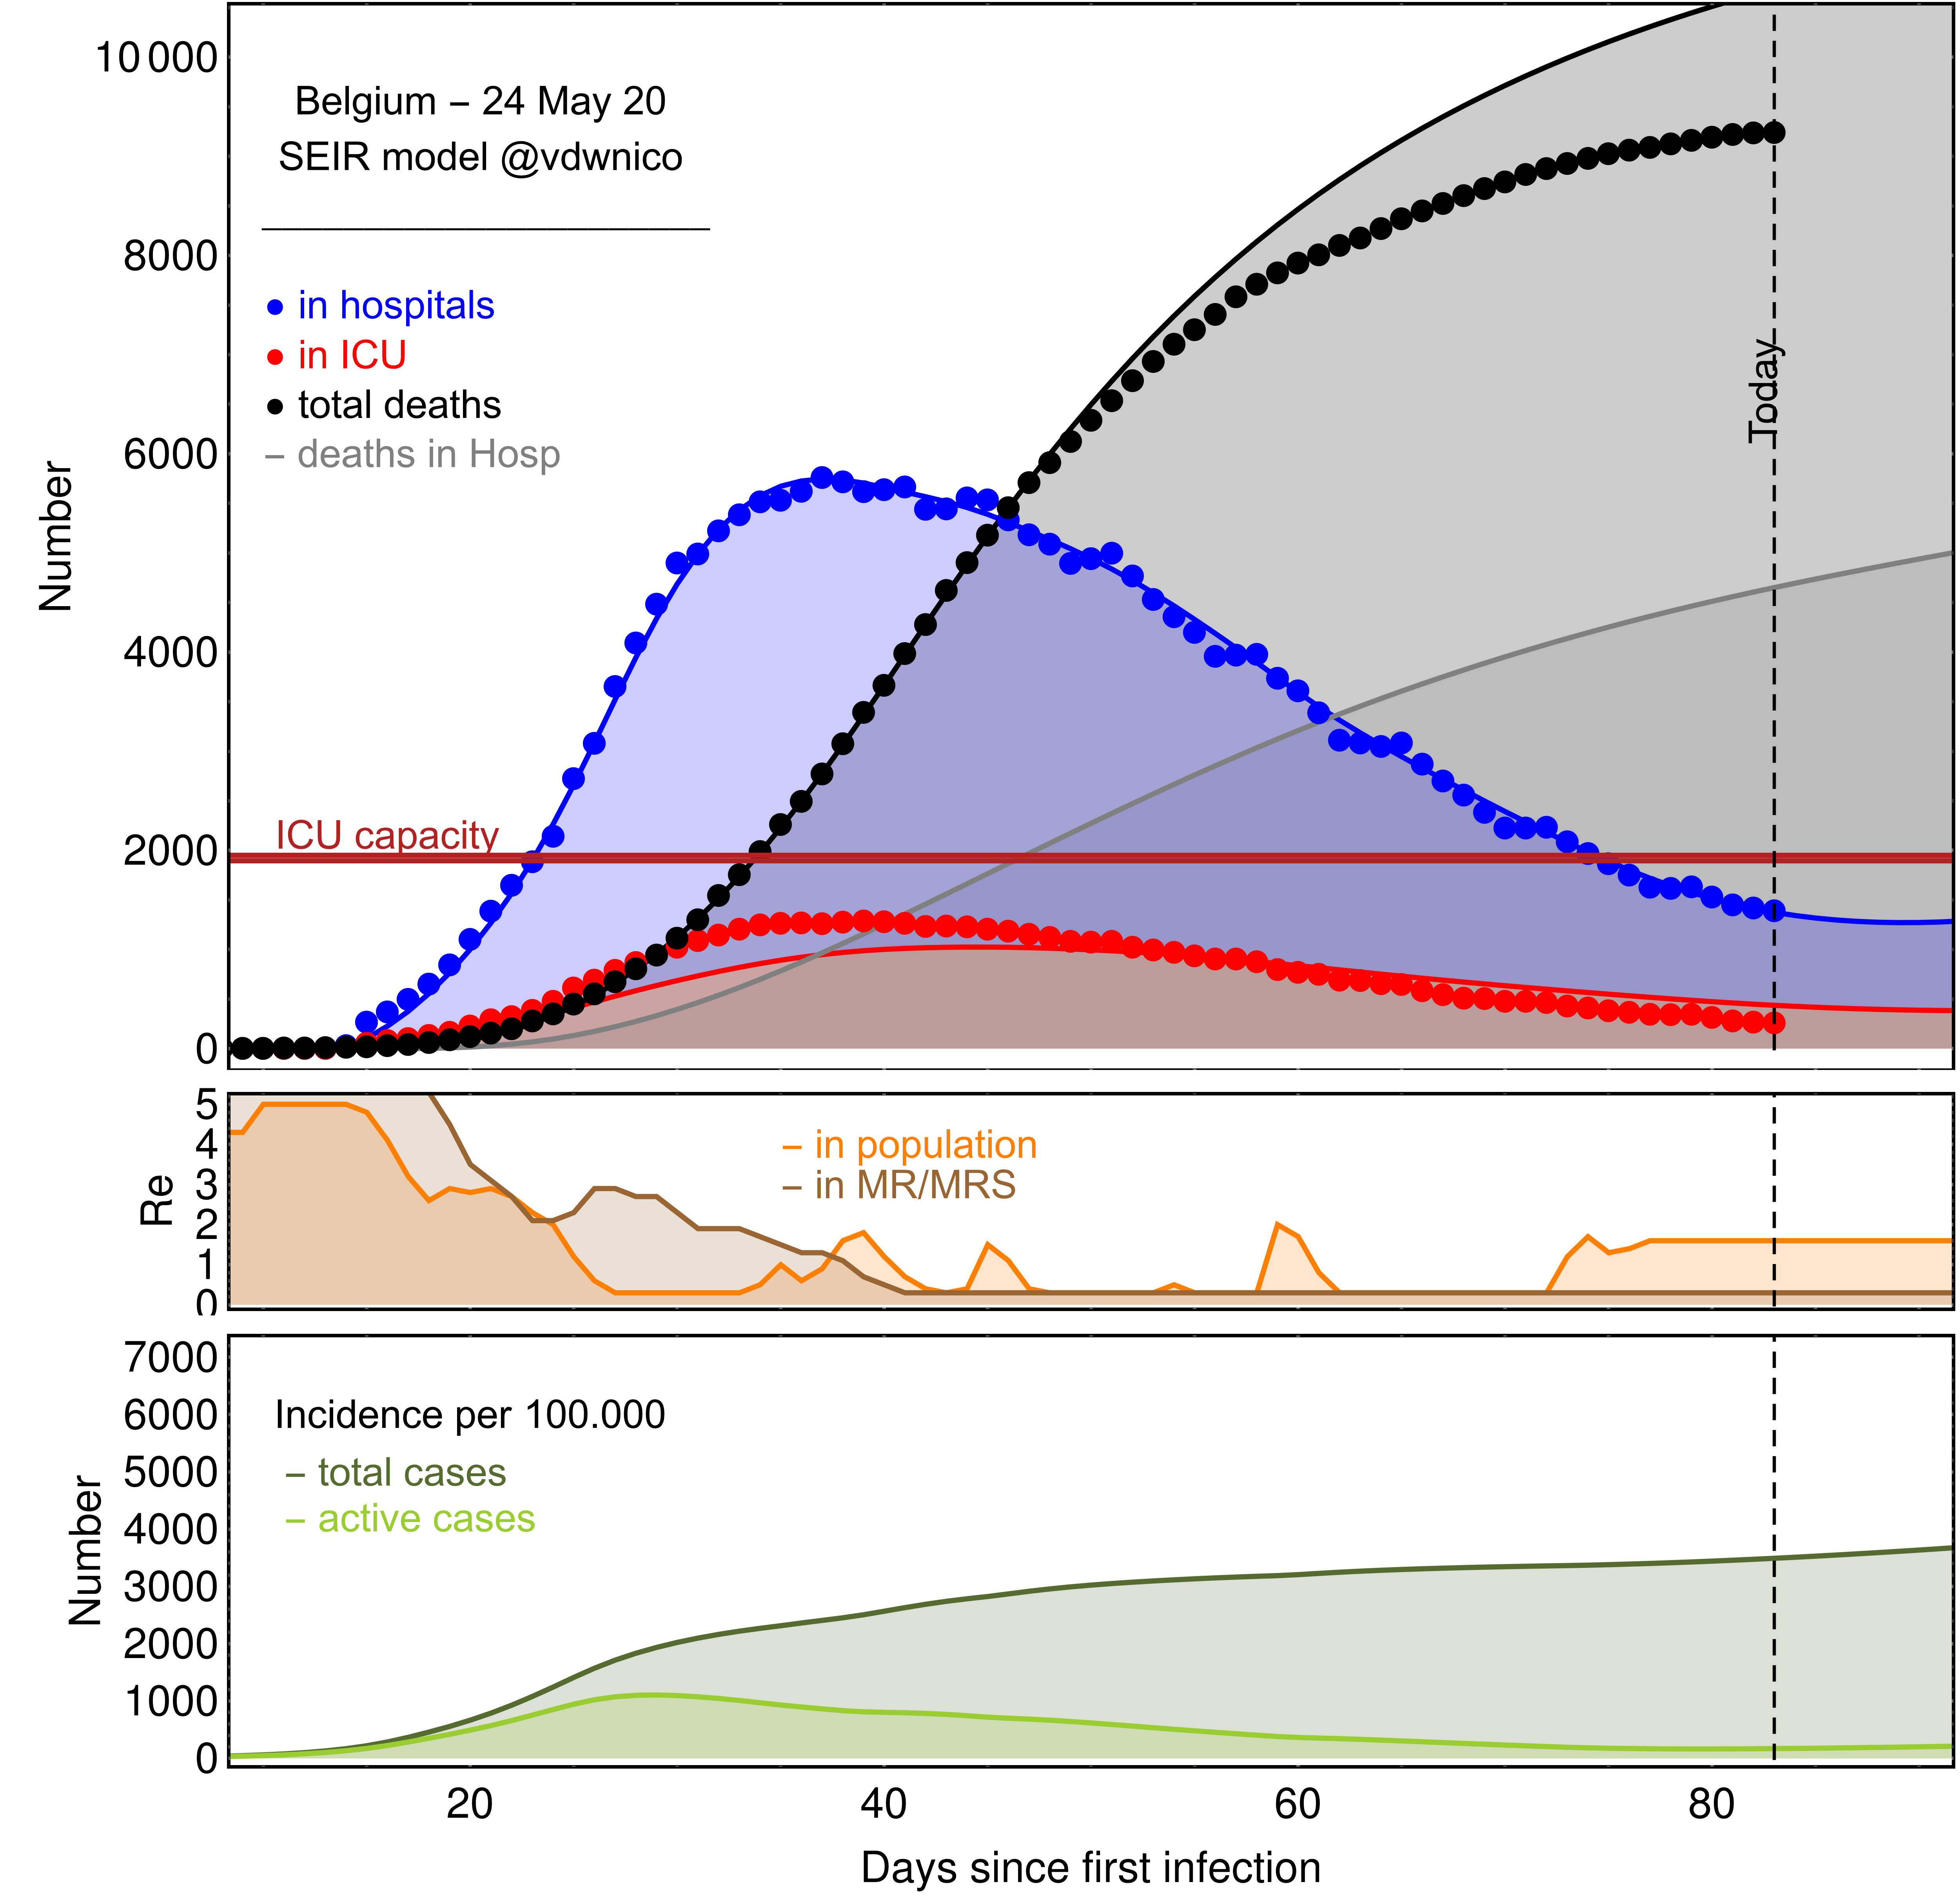 10 000
8000
6000
4000
2000
0
Number
Belgium – 24 May 20
SEIR model @vdwnico
in hospitals
in ICU
total deaths
– deaths in Hosp
ICU capacity
Today
5
4
3
2
1
0
Re
– in population
– in MR/MRS
7000
6000
5000
4000
3000
2000
1000
0
Number
Incidence per 100.000
– total cases
– active cases
20 40 60 80
Days since first infection